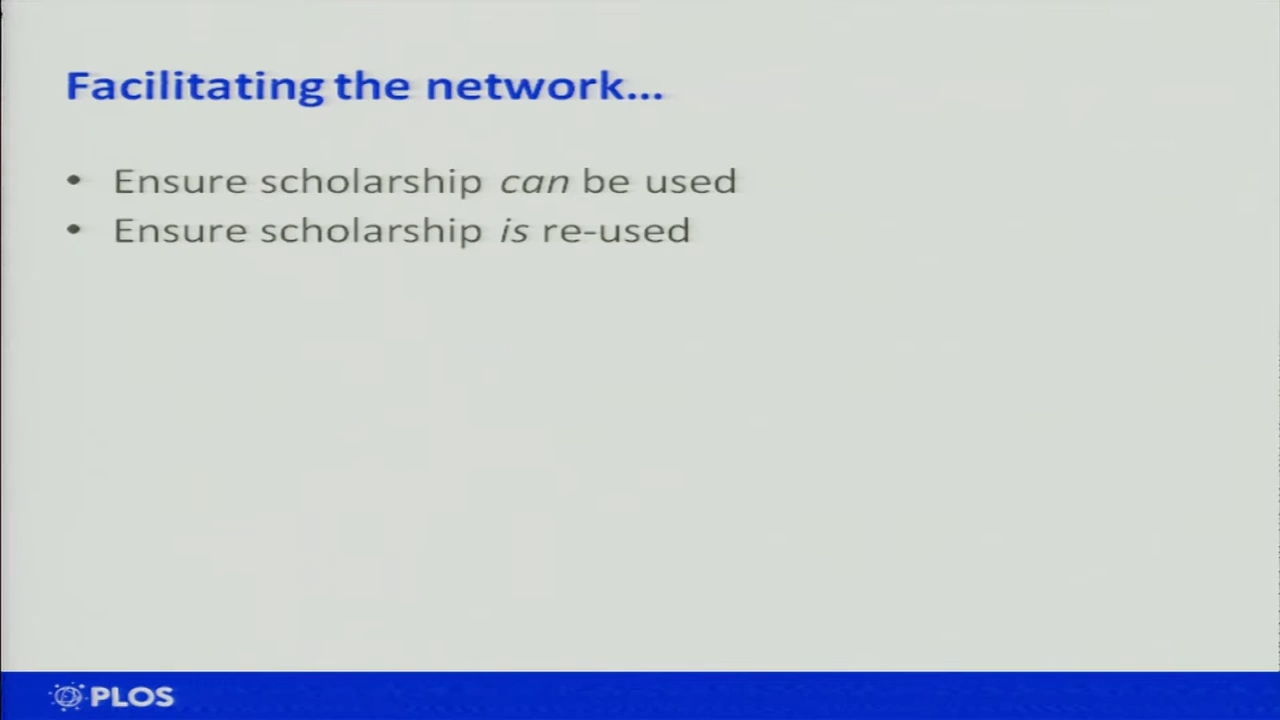 Facilitating the network...
• Ensure scholarship can be used
• Ensure scholarship is re-used
PLOS